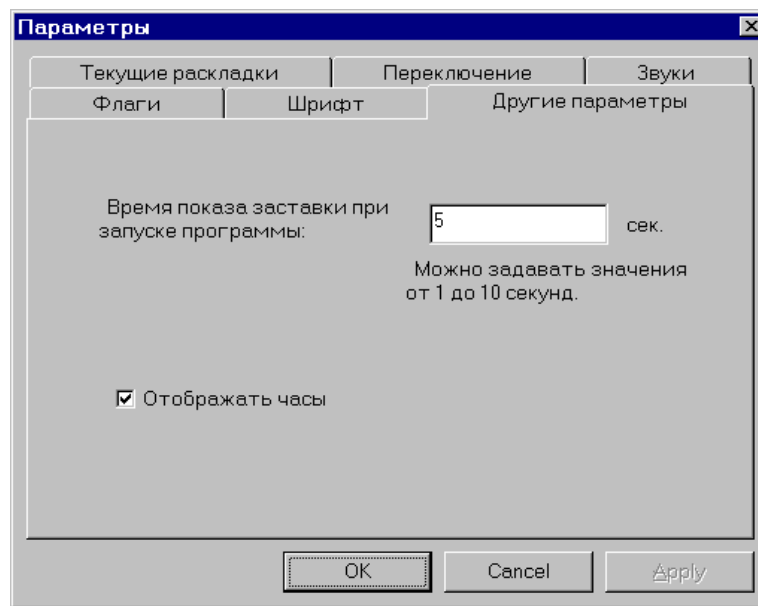 Параметры
Текущие раскладки
Переключение
Звуки
Флаги
Шрифт
Другие параметры
Время показа заставки при
запуске программы:
5
сек.
Можно задавать значения
от 1 до 10 секунд.
Отображать часы
OK
Cancel
Apply